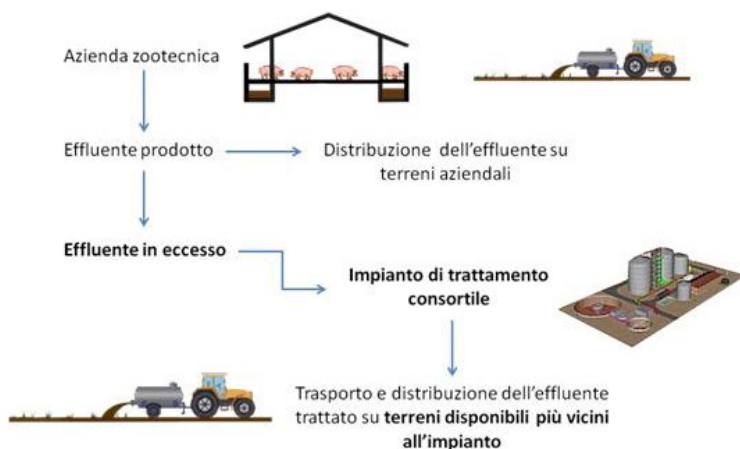 Azienda zootecnica
Effluente prodotto
Distribuzione dell'effluente su
terreni aziendali
Effluente in eccesso
Impianto di trattamento
consortile
Trasporto e distribuzione dell'effluente
trattato su terreni disponibili più vicini
all'impianto